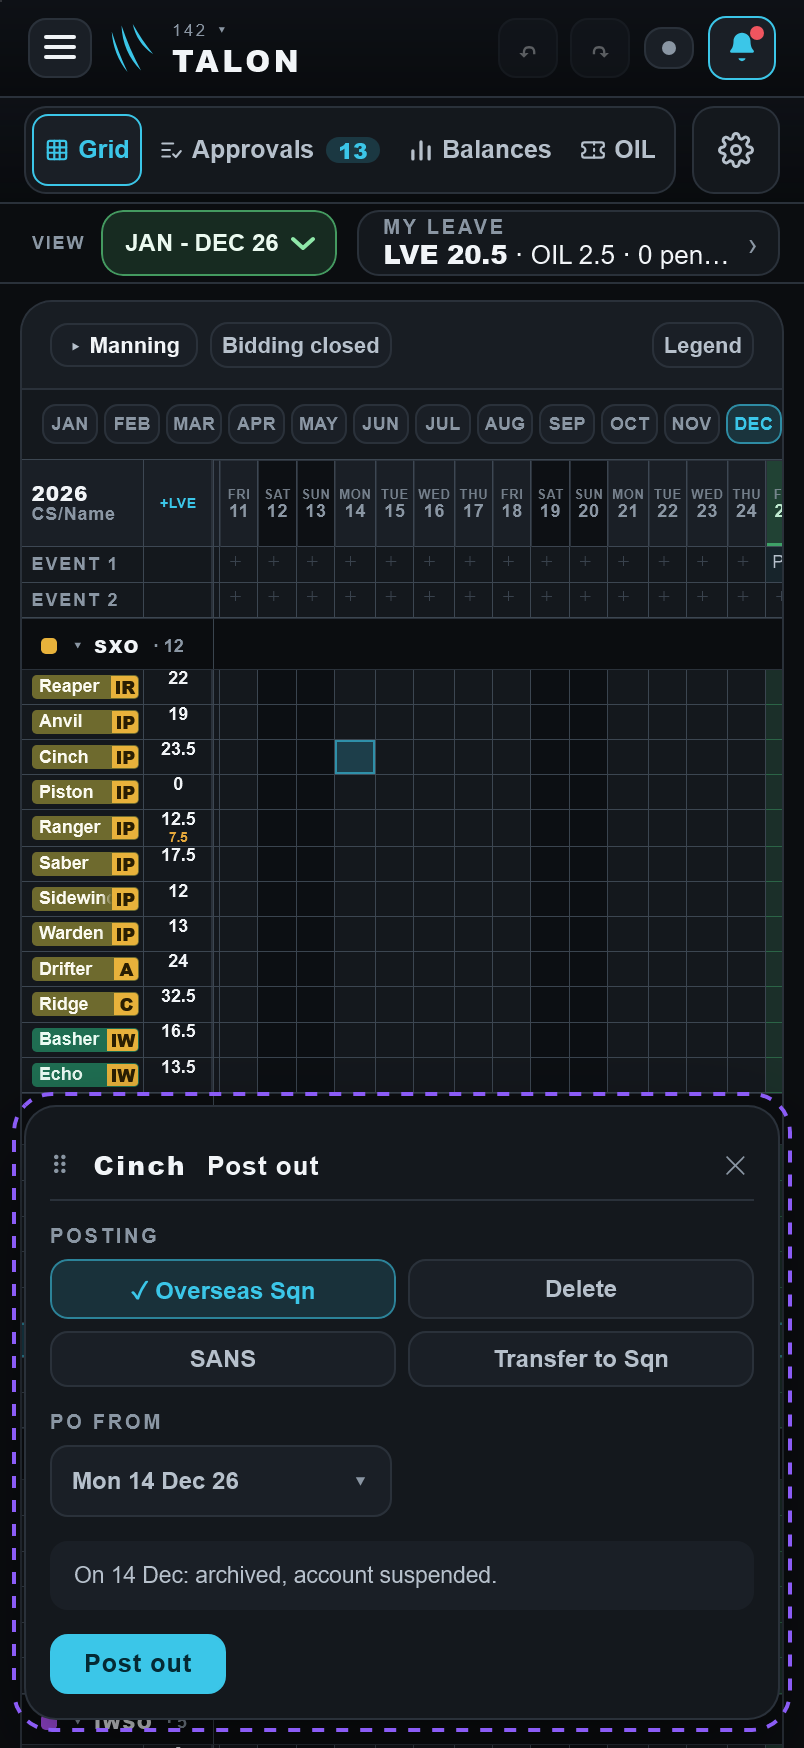 142 ▾
TALON
Grid
Approvals 13
Balances
OIL
VIEW
JAN - DEC 26
MY LEAVE
LVE 20.5 · OIL 2.5 · 0 pen…
▸ Manning
Bidding closed
Legend
JAN FEB MAR APR MAY JUN JUL AUG SEP OCT NOV DEC
2026
CS/Name
+LVE
FRI 11
SAT 12
SUN 13
MON 14
TUE 15
WED 16
THU 17
FRI 18
SAT 19
SUN 20
MON 21
TUE 22
WED 23
THU 24
F 2
EVENT 1 + + + + + + + + + + + + + + P
EVENT 2 + + + + + + + + + + + + + + +
▾ SXO · 12
Reaper IR 22
Anvil IP 19
Cinch IP 23.5
Piston IP 0
Ranger IP 12.5
7.5
Saber IP 17.5
Sidewin IP 12
Warden IP 13
Drifter A 24
Ridge C 32.5
Basher IW 16.5
Echo IW 13.5
Cinch Post out
POSTING
✓ Overseas Sqn
Delete
SANS
Transfer to Sqn
PO FROM
Mon 14 Dec 26 ▾
On 14 Dec: archived, account suspended.
Post out
▾ IWSO · 5